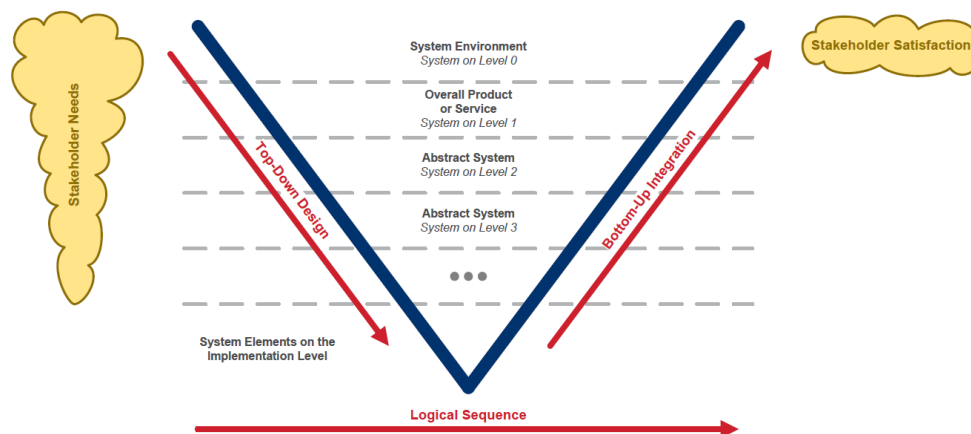 Stakeholder Needs
Stakeholder Satisfaction
System Environment
System on Level 0
Overall Product
or Service
System on Level 1
Abstract System
System on Level 2
Abstract System
System on Level 3
Top-Down Design
Bottom-Up Integration
System Elements on the
Implementation Level
Logical Sequence